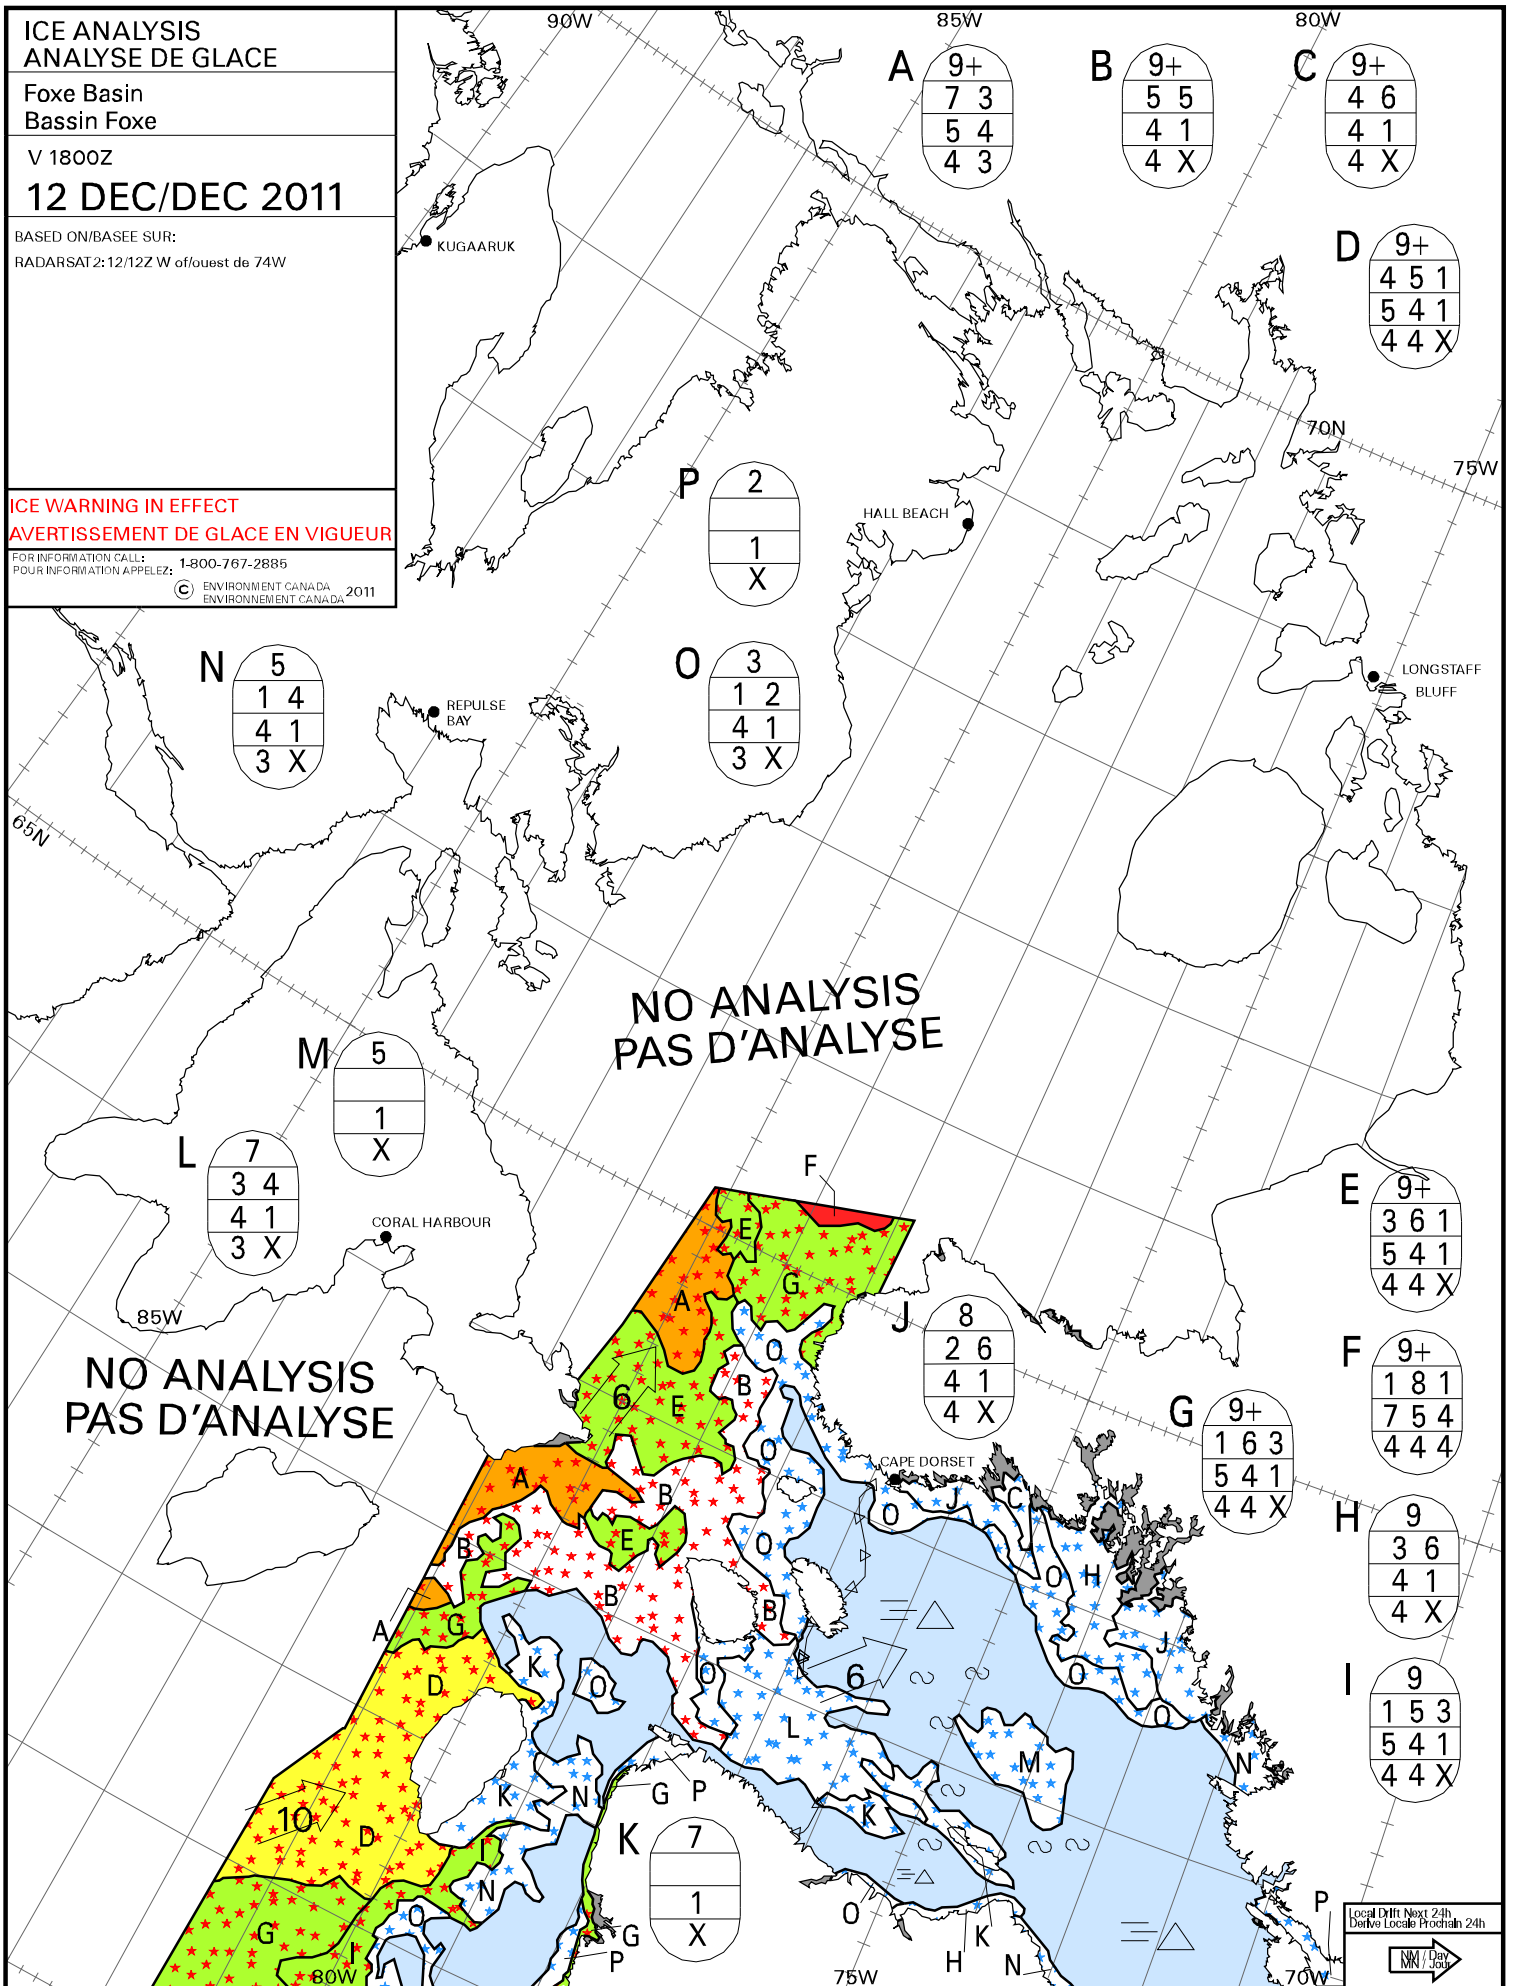 ICE ANALYSIS
ANALYSE DE GLACE
Foxe Basin
Bassin Foxe
V 1800Z
12 DEC/DEC 2011
BASED ON/BASEE SUR:
RADARSAT2: 12/12Z W of/ouest de 74W
ICE WARNING IN EFFECT
AVERTISSEMENT DE GLACE EN VIGUEUR
FOR INFORMATION CALL:
POUR INFORMATION APPELEZ: 1-800-767-2885
© ENVIRONMENT CANADA
ENVIRONNEMENT CANADA 2011
90W
85W
80W
A
9+
7 3
5 4
4 3
B
9+
5 5
4 1
4 X
C
9+
4 6
4 1
4 X
D
9+
4 5 1
5 4 1
4 4 X
KUGAARUK
70N
75W
P
2
1
X
HALL BEACH
N
5
1 4
4 1
3 X
O
3
1 2
4 1
3 X
REPULSE
BAY
LONGSTAFF
BLUFF
65N
NO ANALYSIS
PAS D'ANALYSE
M
5
1
X
L
7
3 4
4 1
3 X
CORAL HARBOUR
85W
NO ANALYSIS
PAS D'ANALYSE
E
9+
3 6 1
5 4 1
4 4 X
F
9+
1 8 1
7 5 4
4 4 4
J
8
2 6
4 1
4 X
G
9+
1 6 3
5 4 1
4 4 X
H
9
3 6
4 1
4 X
I
9
1 5 3
5 4 1
4 4 X
K
7
1
X
F
E
G
A
O
B
6
E
O
CAPE DORSET
A
B
O
J
C
E
O
B
J
O
H
B
B
A
G
J
K
O
D
O
6
O
O
L
M
N
K
N
G
P
K
10
D
I
N
O
G
I
O
G
P
H
K
N
P
80W
75W
70W
Local Drift Next 24h
Derive Locale Prochain 24h
NM / Day
MN / Jour